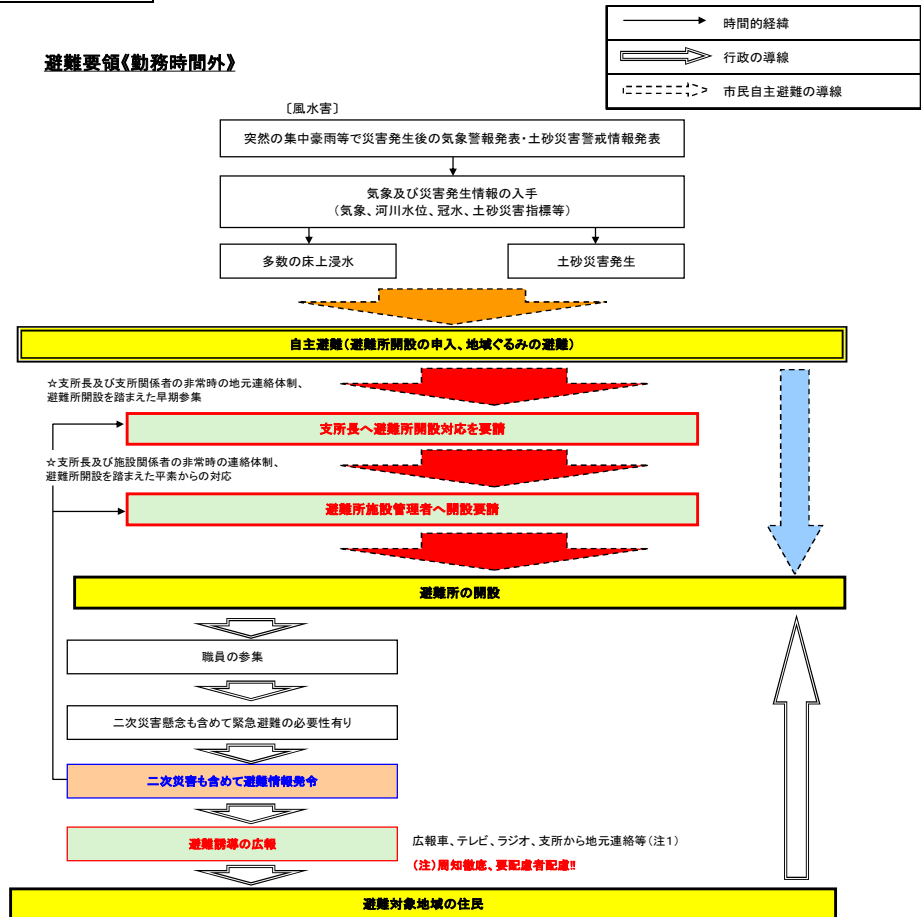 時間的経緯
行政の導線
市民自主避難の導線
避難要領《勤務時間外》
〔風水害〕
突然の集中豪雨等で災害発生後の気象警報発表・土砂災害警戒情報発表
気象及び災害発生情報の入手
（気象、河川水位、冠水、土砂災害指標等）
多数の床上浸水
土砂災害発生
自主避難（避難所開設の申入、地域ぐるみの避難）
☆支所長及び支所関係者の非常時の地元連絡体制、
避難所開設を踏まえた早期参集
支所長へ避難所開設対応を要請
☆支所長及び施設関係者の非常時の連絡体制、
避難所開設を踏まえた平素からの対応
避難所施設管理者へ開設要請
避難所の開設
職員の参集
二次災害懸念も含めて緊急避難の必要性有り
二次災害も含めて避難情報発令
避難誘導の広報
広報車、テレビ、ラジオ、支所から地元連絡等（注１）
（注）周知徹底、要配慮者配慮‼
避難対象地域の住民